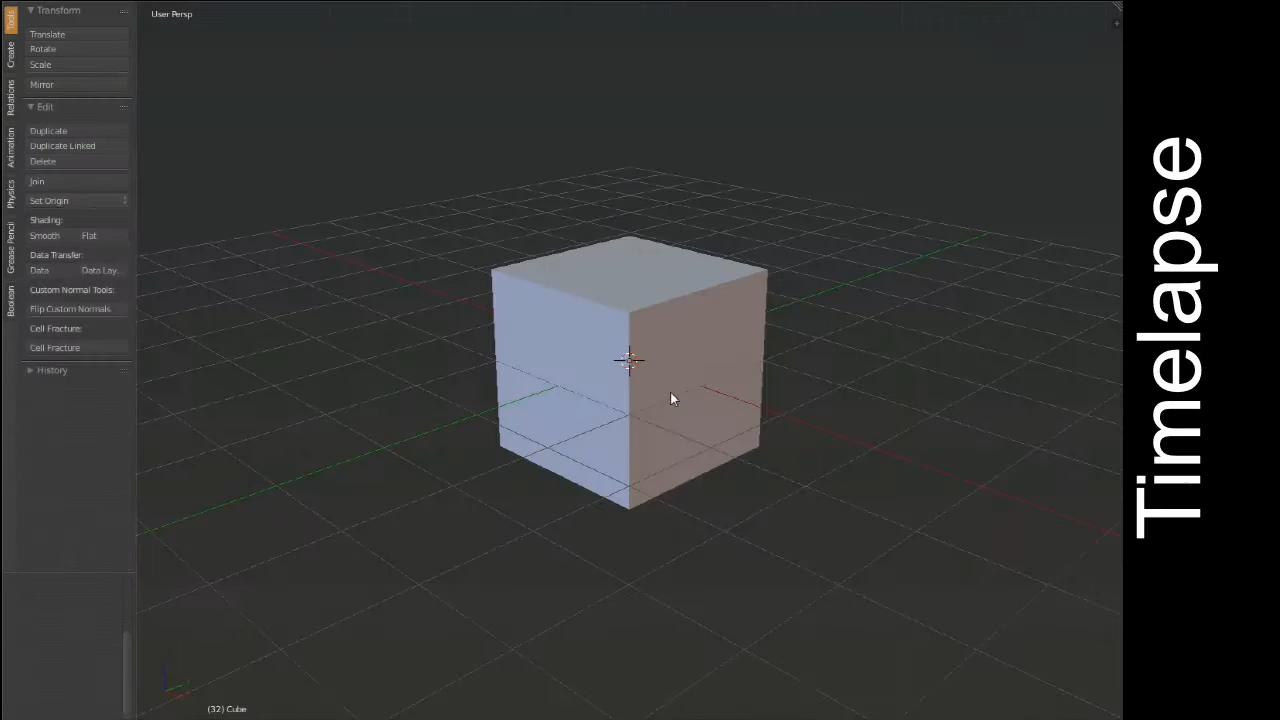 Tools
Create
Relations
Animation
Physics
Grease Pencil
Boolean
Transform
Translate
Rotate
Scale
Mirror
Edit
Duplicate
Duplicate Linked
Delete
Join
Set Origin
Shading:
Smooth Flat
Data Transfer:
Data Data Lay...
Custom Normal Tools:
Flip Custom Normals
Cell Fracture:
Cell Fracture
History
User Persp
(32) Cube
Timelapse